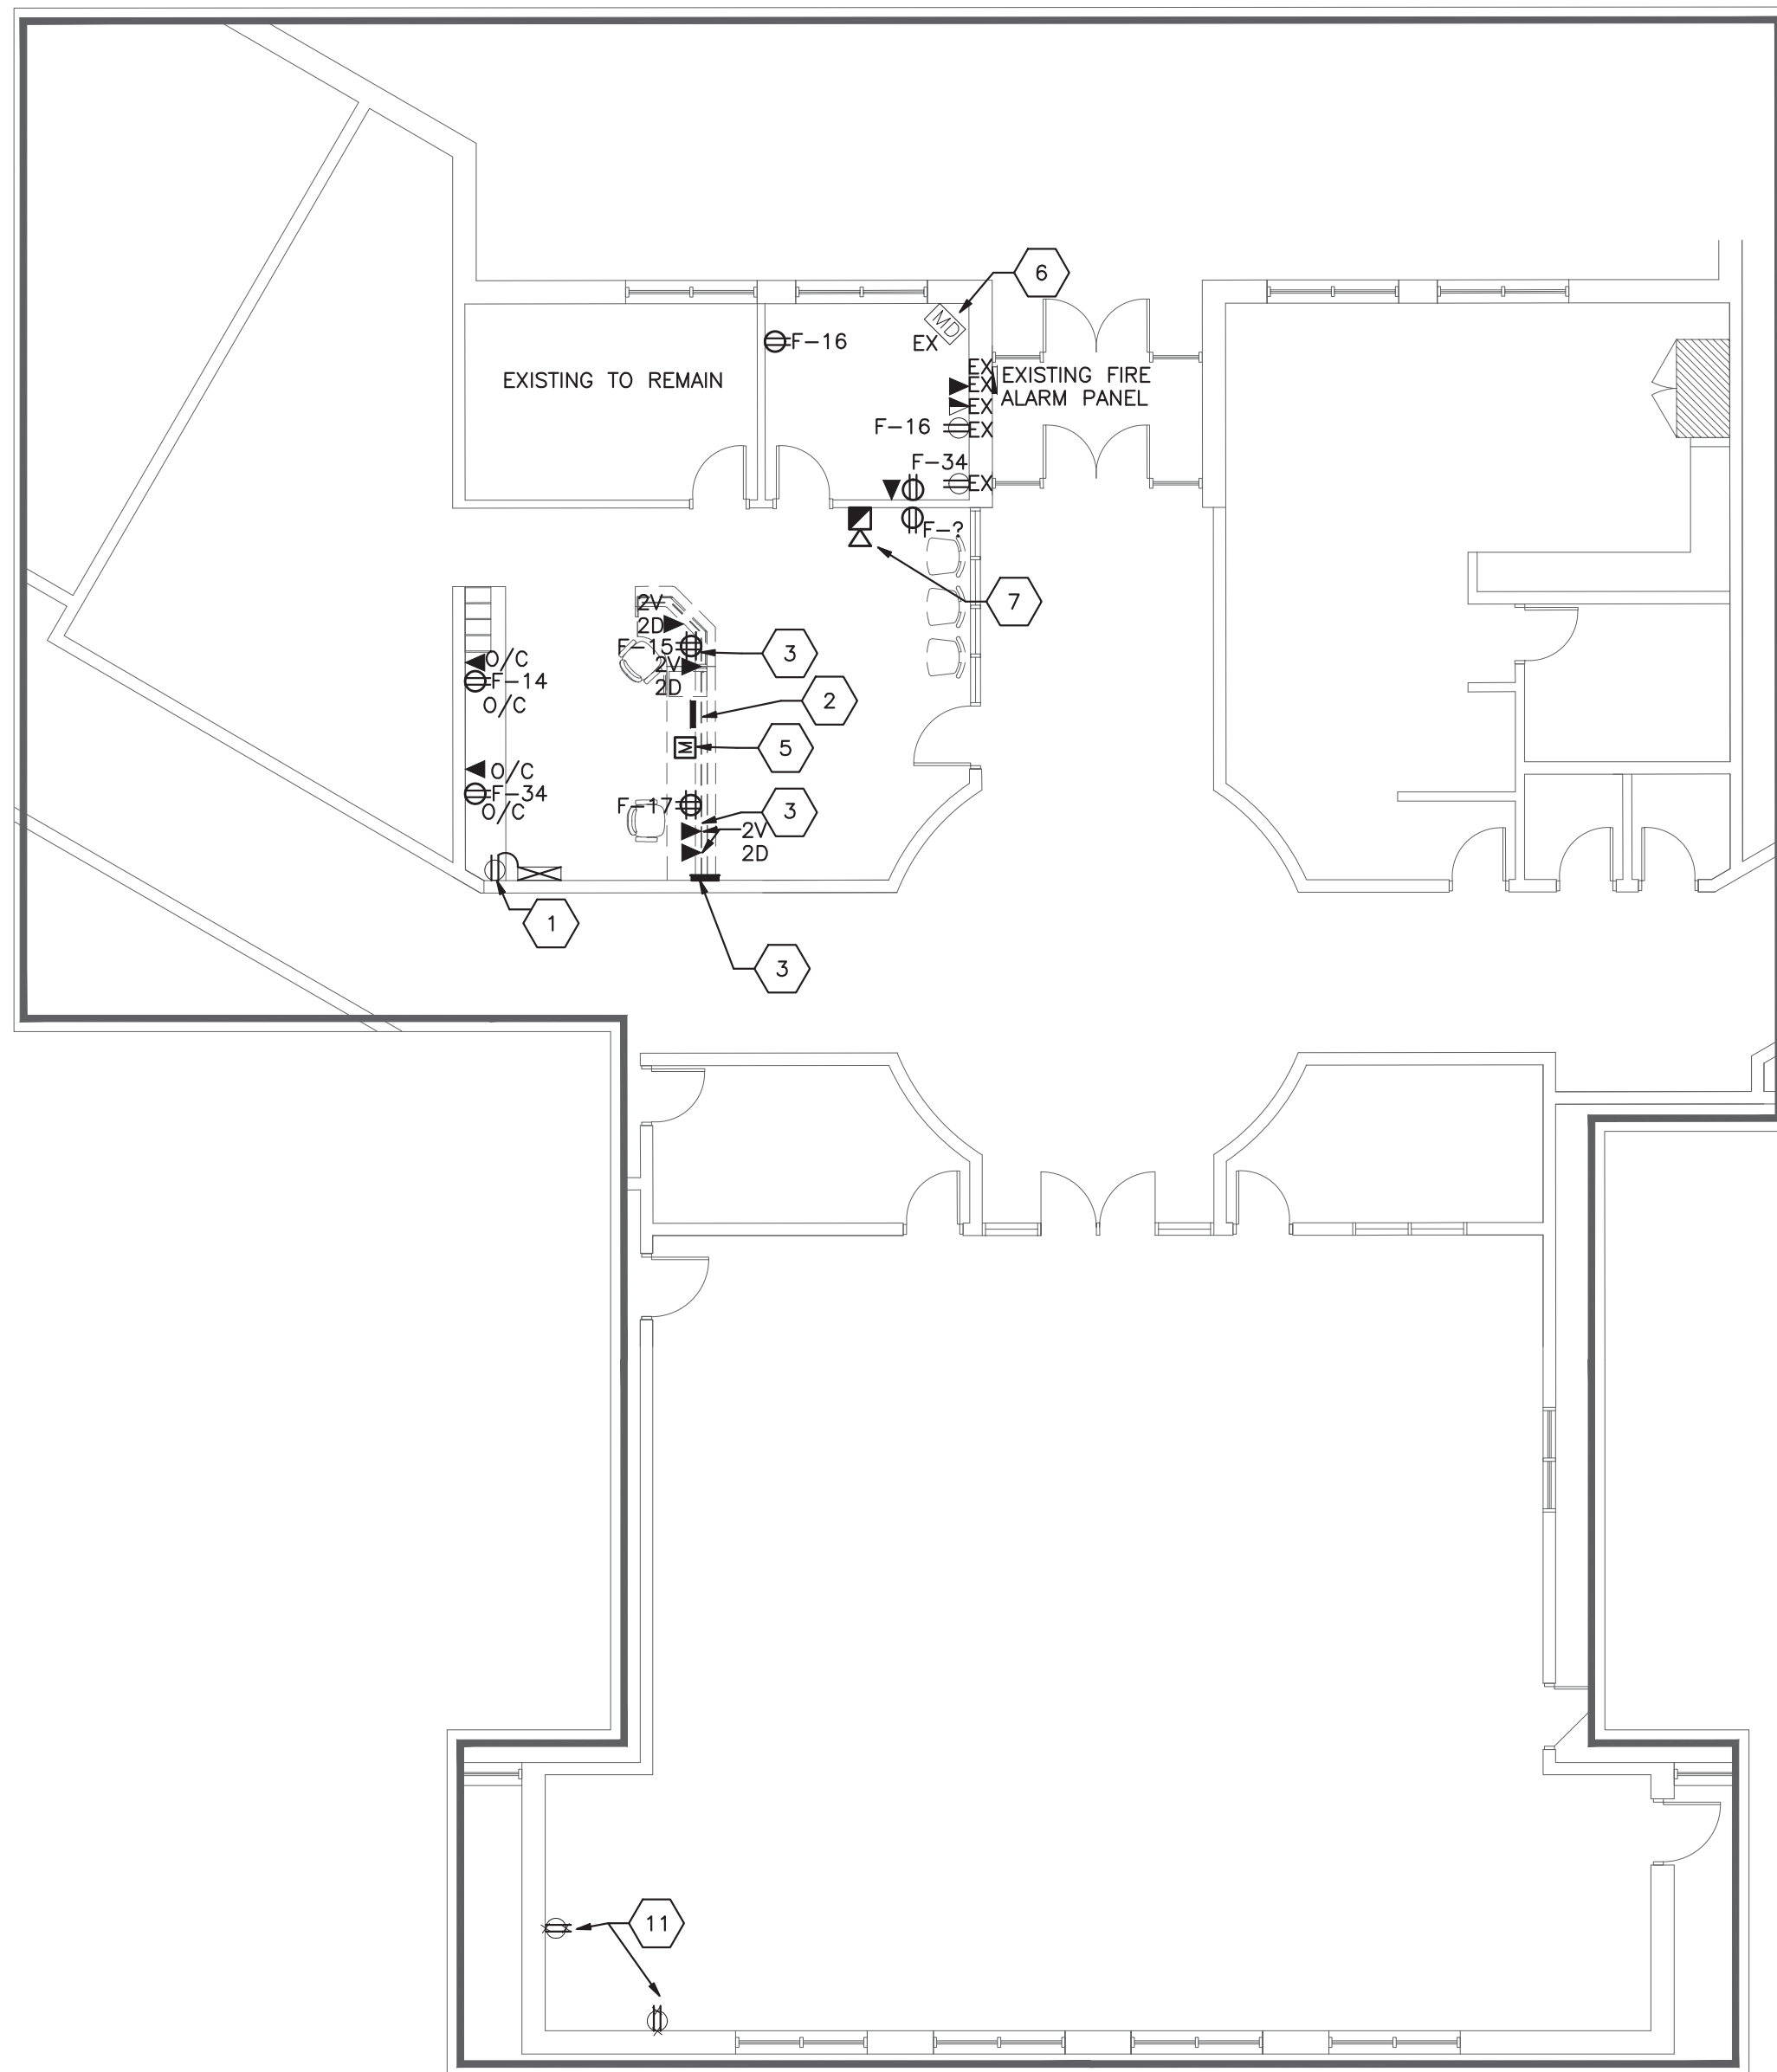 6
F-16
MD
EX
EXISTING TO REMAIN
EX
EX
EXISTING FIRE
ALARM PANEL
EX
F-16
EX
F-34
EX
F-?
7
2V
2D
F-15
3
2V
2D
O/C
F-14
O/C
2
M
5
O/C
F-34
O/C
F-17
3
2V
2D
1
3
11